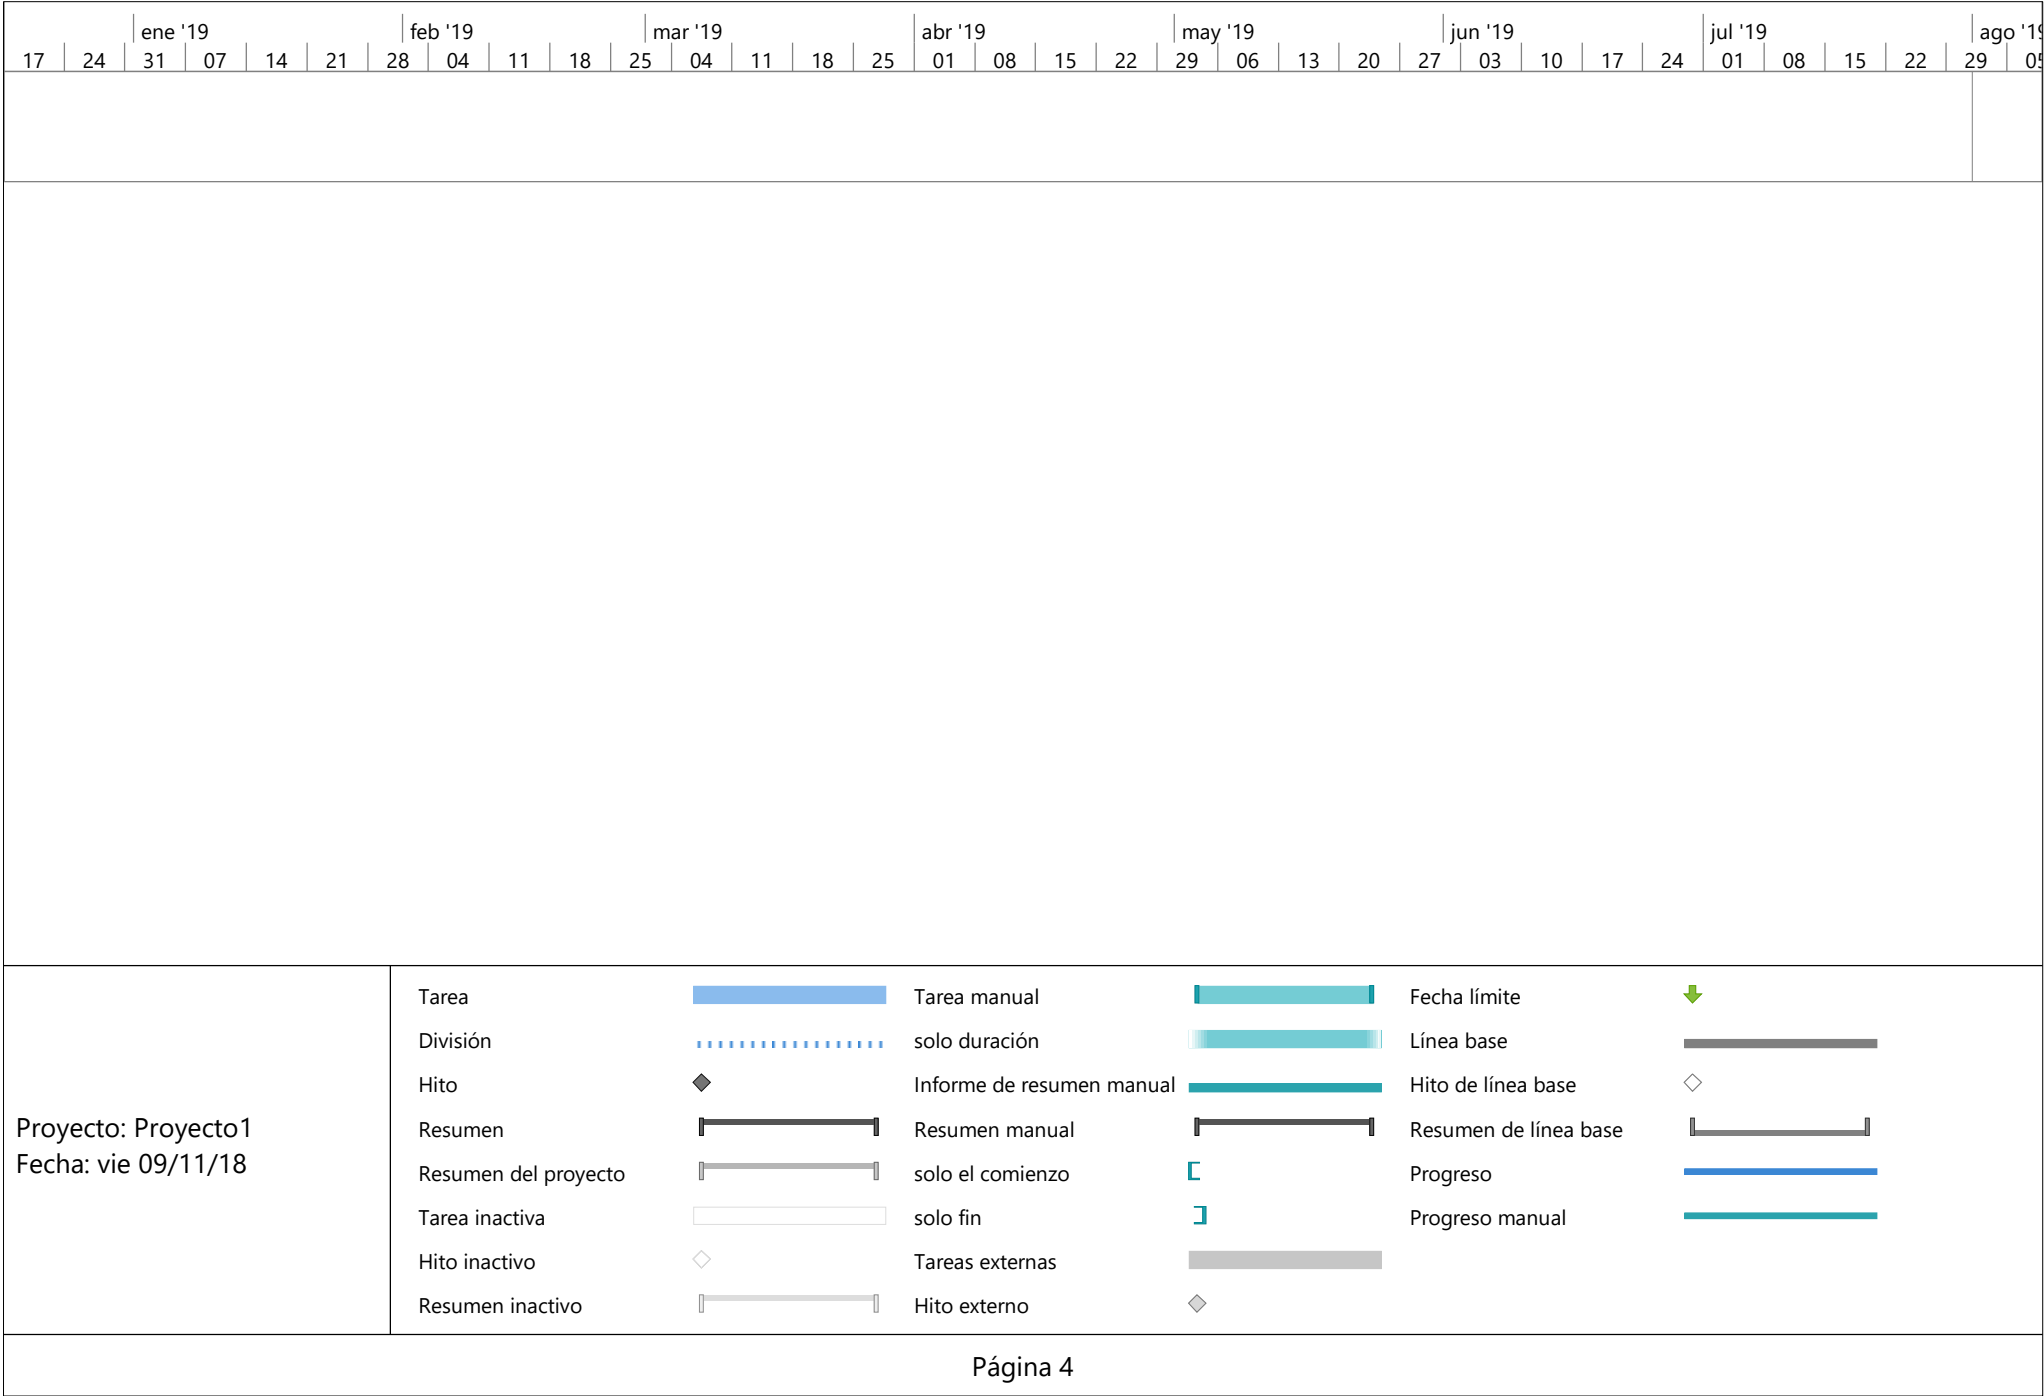 ene '19 feb '19 mar '19 abr '19 may '19 jun '19 jul '19 ago '19
17 24 31 07 14 21 28 04 11 18 25 04 11 18 25 01 08 15 22 29 06 13 20 27 03 10 17 24 01 08 15 22 29 05
Proyecto: Proyecto1
Fecha: vie 09/11/18
Tarea
División
Hito
Resumen
Resumen del proyecto
Tarea inactiva
Hito inactivo
Resumen inactivo
Tarea manual
solo duración
Informe de resumen manual
Resumen manual
solo el comienzo
solo fin
Tareas externas
Hito externo
Fecha límite
Línea base
Hito de línea base
Resumen de línea base
Progreso
Progreso manual
Página 4